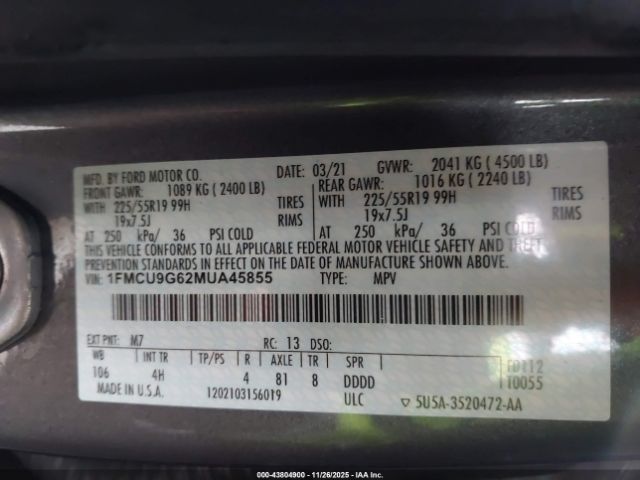 MFD. BY FORD MOTOR CO. DATE: 03/21 GVWR: 2041 KG ( 4500 LB)
FRONT GAWR: 1089 KG ( 2400 LB) REAR GAWR: 1016 KG ( 2240 LB)
WITH 225/55R19 99H TIRES WITH 225/55R19 99H TIRES
19x7.5J RIMS 19x7.5J RIMS
AT 250 kPa/ 36 PSI COLD AT 250 kPa/ 36 PSI COLD
THIS VEHICLE CONFORMS TO ALL APPLICABLE FEDERAL MOTOR VEHICLE SAFETY AND THEFT
PREVENTION STANDARDS IN EFFECT ON THE DATE OF MANUFACTURE SHOWN ABOVE.
VIN: 1FMCU9G62MUA45855 TYPE: MPV
EXT PNT: M7 RC: 13 DSO:
WB INT TR TP/PS R AXLE TR SPR
106 4H 4 81 8 DDDD
F0112
T0055
MADE IN U.S.A. 1202103156019 ULC ▽ 5U5A-3520472-AA
000-43804900 - 11/26/2025 - IAAI.com